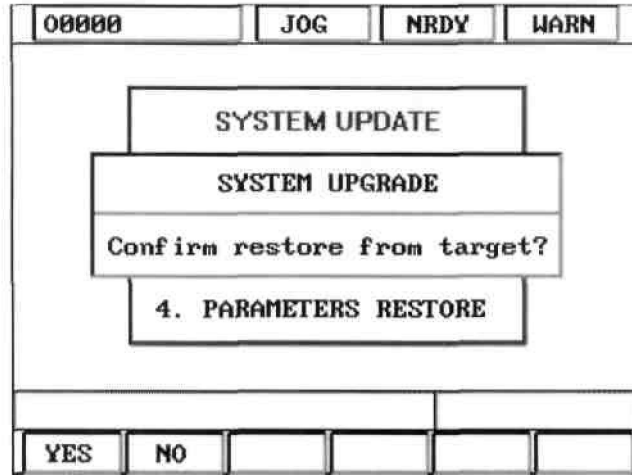 O0000 JOG NRDY WARN
SYSTEM UPDATE
SYSTEM UPGRADE
Confirm restore from target?
4. PARAMETERS RESTORE
YES NO